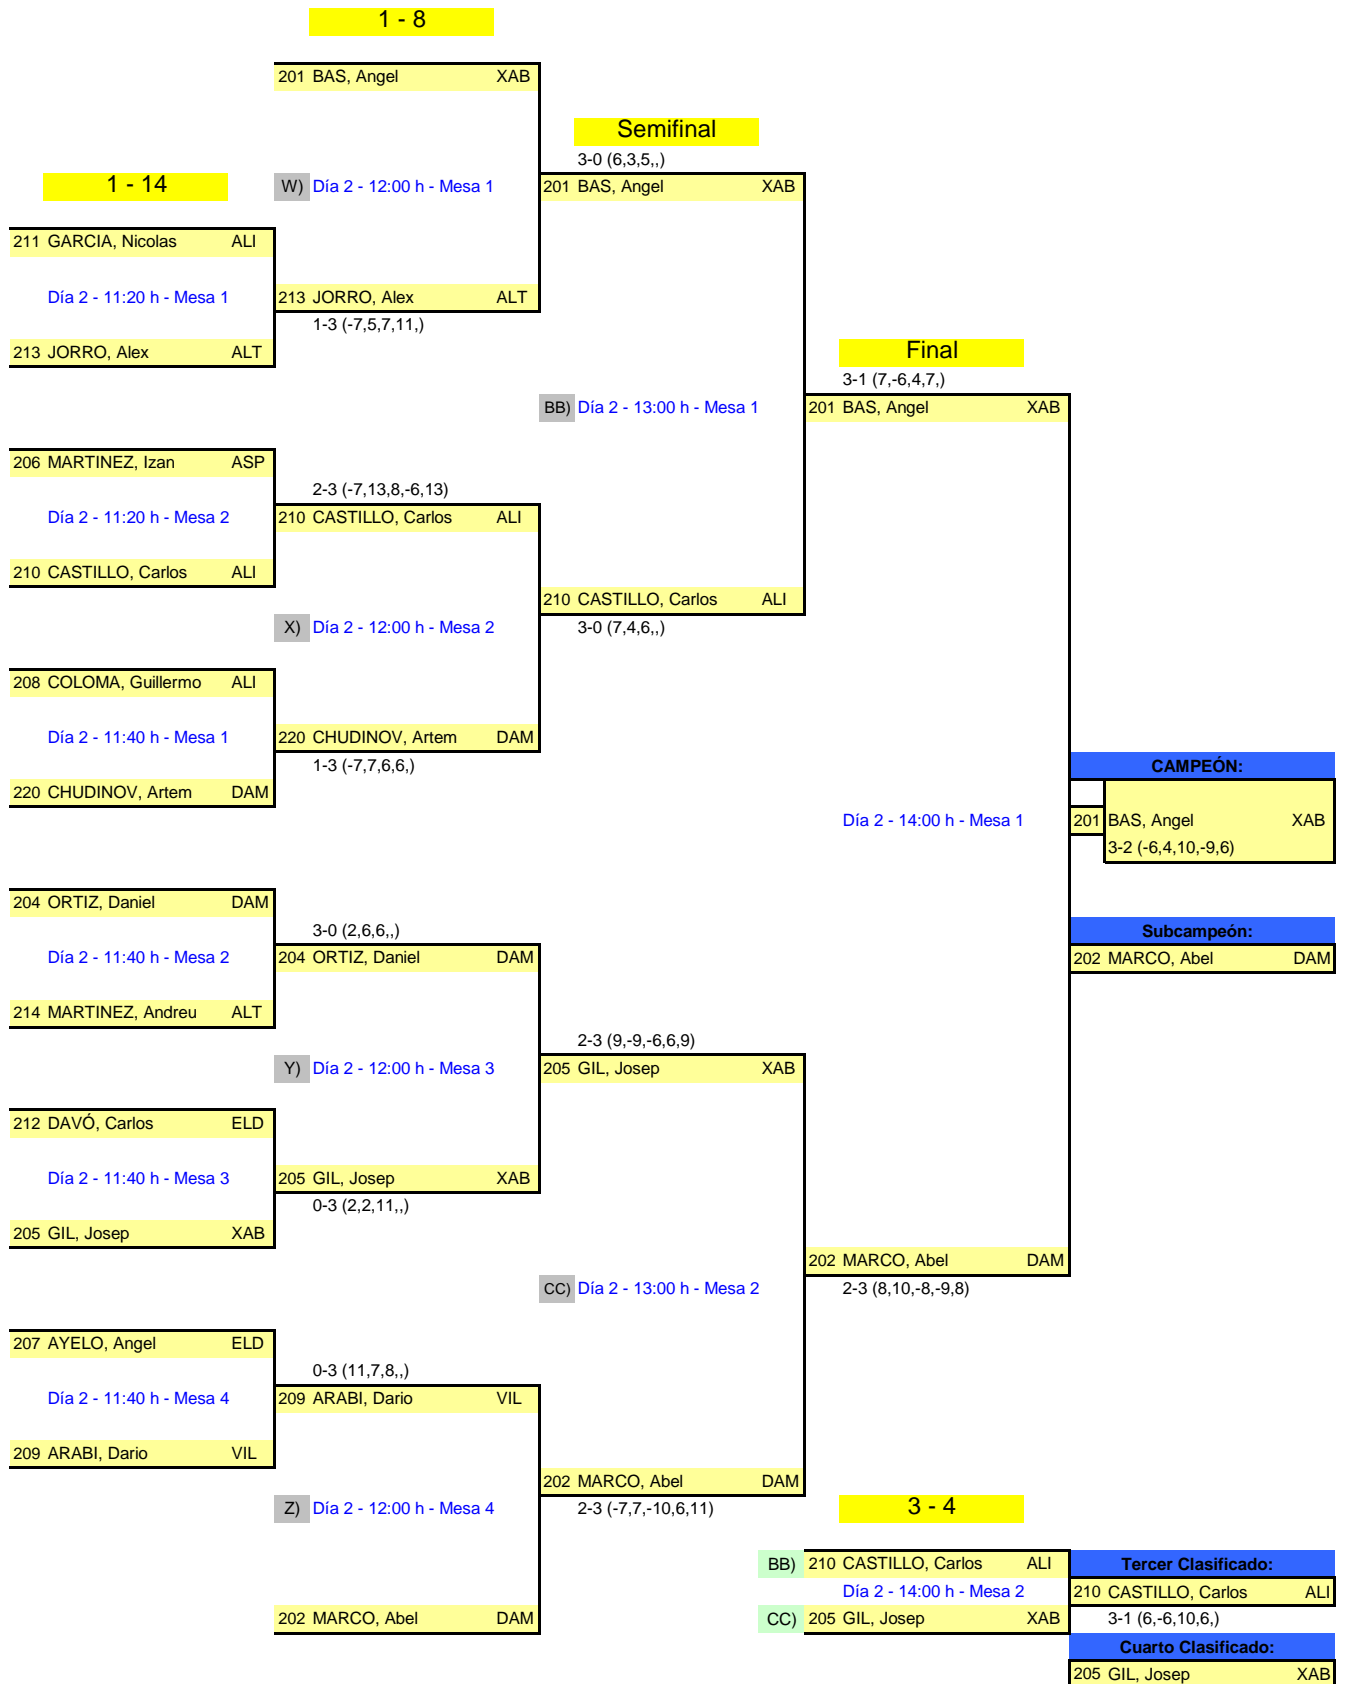 1 - 8
201 BAS, Angel XAB
Semifinal
3-0 (6,3,5,,)
1 - 14
W) Día 2 - 12:00 h - Mesa 1
201 BAS, Angel XAB
211 GARCIA, Nicolas ALI
Día 2 - 11:20 h - Mesa 1
213 JORRO, Alex ALT
1-3 (-7,5,7,11,)
213 JORRO, Alex ALT
Final
3-1 (7,-6,4,7,)
BB) Día 2 - 13:00 h - Mesa 1
201 BAS, Angel XAB
206 MARTINEZ, Izan ASP
2-3 (-7,13,8,-6,13)
Día 2 - 11:20 h - Mesa 2
210 CASTILLO, Carlos ALI
210 CASTILLO, Carlos ALI
210 CASTILLO, Carlos ALI
X) Día 2 - 12:00 h - Mesa 2
3-0 (7,4,6,,)
208 COLOMA, Guillermo ALI
Día 2 - 11:40 h - Mesa 1
220 CHUDINOV, Artem DAM
1-3 (-7,7,6,6,)
CAMPEÓN:
220 CHUDINOV, Artem DAM
Día 2 - 14:00 h - Mesa 1
201 BAS, Angel XAB
3-2 (-6,4,10,-9,6)
204 ORTIZ, Daniel DAM
3-0 (2,6,6,,)
Subcampeón:
Día 2 - 11:40 h - Mesa 2
204 ORTIZ, Daniel DAM
202 MARCO, Abel DAM
214 MARTINEZ, Andreu ALT
2-3 (9,-9,-6,6,9)
Y) Día 2 - 12:00 h - Mesa 3
205 GIL, Josep XAB
212 DAVÓ, Carlos ELD
Día 2 - 11:40 h - Mesa 3
205 GIL, Josep XAB
0-3 (2,2,11,,)
205 GIL, Josep XAB
202 MARCO, Abel DAM
CC) Día 2 - 13:00 h - Mesa 2
2-3 (8,10,-8,-9,8)
207 AYELO, Angel ELD
0-3 (11,7,8,,)
Día 2 - 11:40 h - Mesa 4
209 ARABI, Dario VIL
209 ARABI, Dario VIL
202 MARCO, Abel DAM
Z) Día 2 - 12:00 h - Mesa 4
2-3 (-7,7,-10,6,11)
3 - 4
BB) 210 CASTILLO, Carlos ALI
Tercer Clasificado:
Día 2 - 14:00 h - Mesa 2
210 CASTILLO, Carlos ALI
202 MARCO, Abel DAM
CC) 205 GIL, Josep XAB
3-1 (6,-6,10,6,)
Cuarto Clasificado:
205 GIL, Josep XAB